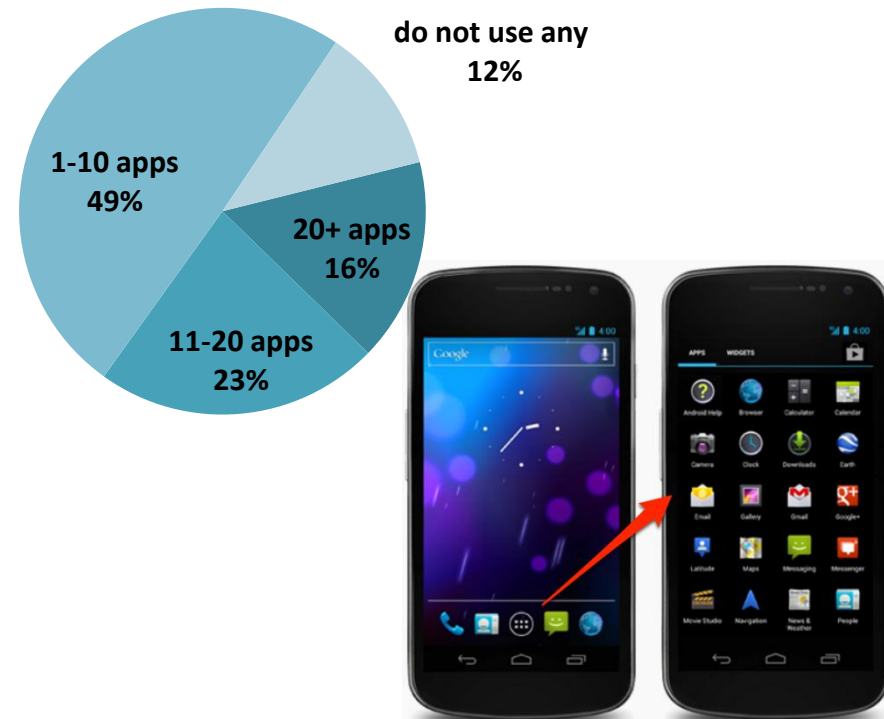 do not use any
12%
1-10 apps
49%
20+ apps
16%
11-20 apps
23%
4:00
Google
4:00
APPS WIDGETS
Android Help Browser Calculator Calendar
Camera Clock Downloads Earth
Email Gallery Gmail Google+
Latitude Maps Messaging Messenger
Movie Studio Navigation News & Weather People